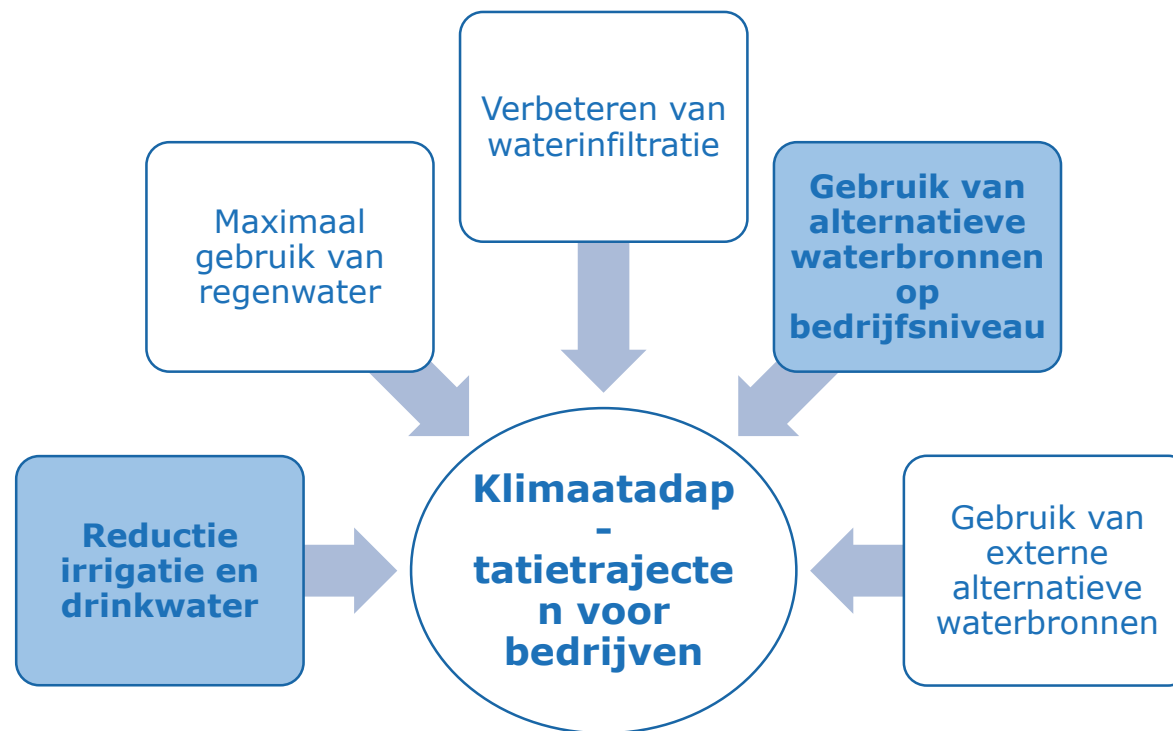 Verbeteren van
waterinfiltratie
Maximaal
gebruik van
regenwater
Gebruik van
alternatieve
waterbronnen
op
bedrijfsniveau
Reductie
irrigatie en
drinkwater
Klimaatadap
-
tatietrajecte
n voor
bedrijven
Gebruik van
externe
alternatieve
waterbronnen